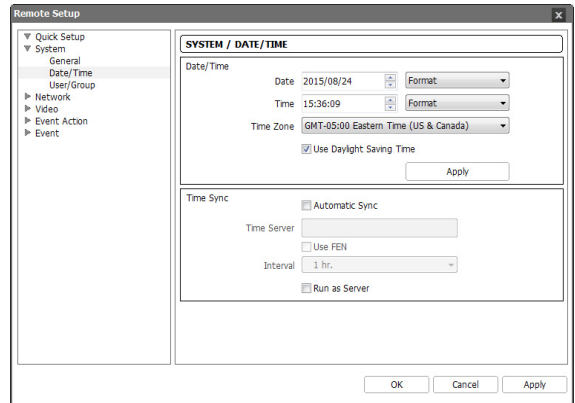 Remote Setup
Quick Setup
System
General
Date/Time
User/Group
Network
Video
Event Action
Event
SYSTEM / DATE/TIME
Date/Time
Date 2015/08/24 Format
Time 15:36:09 Format
Time Zone GMT-05:00 Eastern Time (US & Canada)
Use Daylight Saving Time
Apply
Time Sync
Automatic Sync
Time Server
Use FEN
Interval 1 hr.
Run as Server
OK Cancel Apply